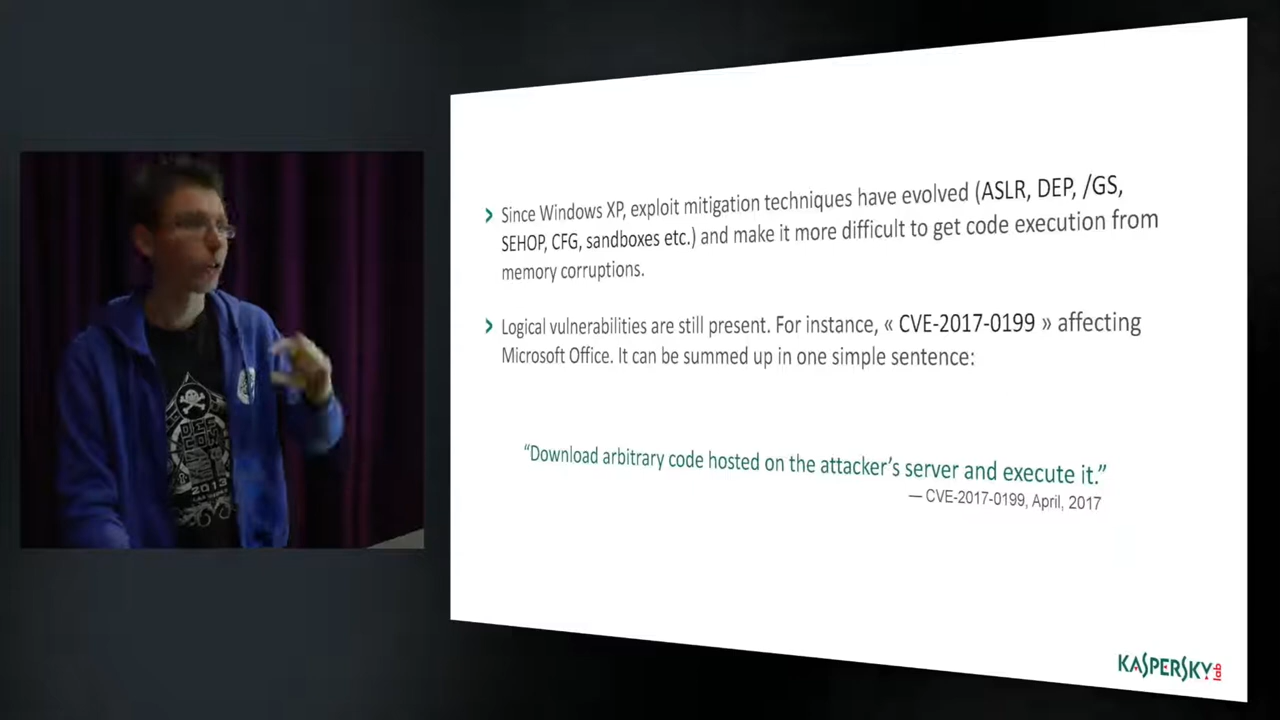 Since Windows XP, exploit mitigation techniques have evolved (ASLR, DEP, /GS,
SEHOP, CFG, sandboxes etc.) and make it more difficult to get code execution from
memory corruptions.
Logical vulnerabilities are still present. For instance, « CVE-2017-0199 » affecting
Microsoft Office. It can be summed up in one simple sentence:
“Download arbitrary code hosted on the attacker’s server and execute it.”
— CVE-2017-0199, April, 2017
KASPERSKY lab
2013